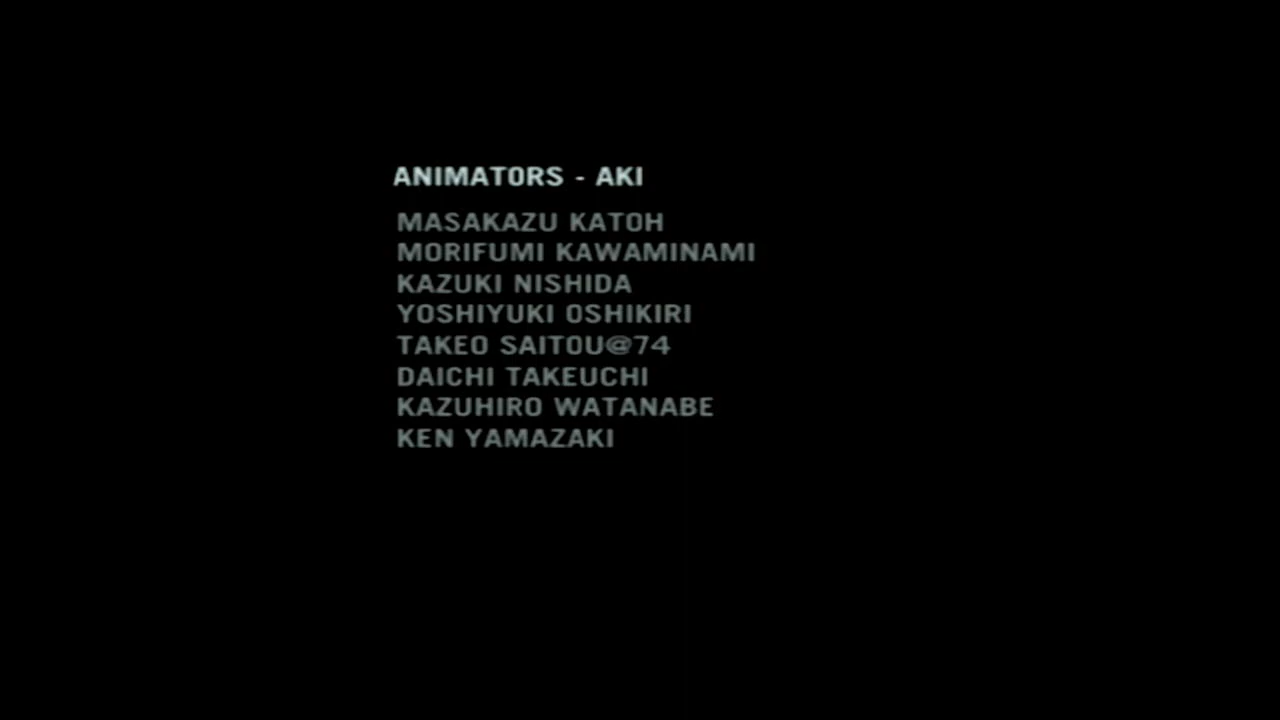 ANIMATORS - AKI
MASAKAZU KATOH
MORIFUMI KAWAMINAMI
KAZUKI NISHIDA
YOSHIYUKI OSHIKIRI
TAKEO SAITOU@74
DAICHI TAKEUCHI
KAZUHIRO WATANABE
KEN YAMAZAKI